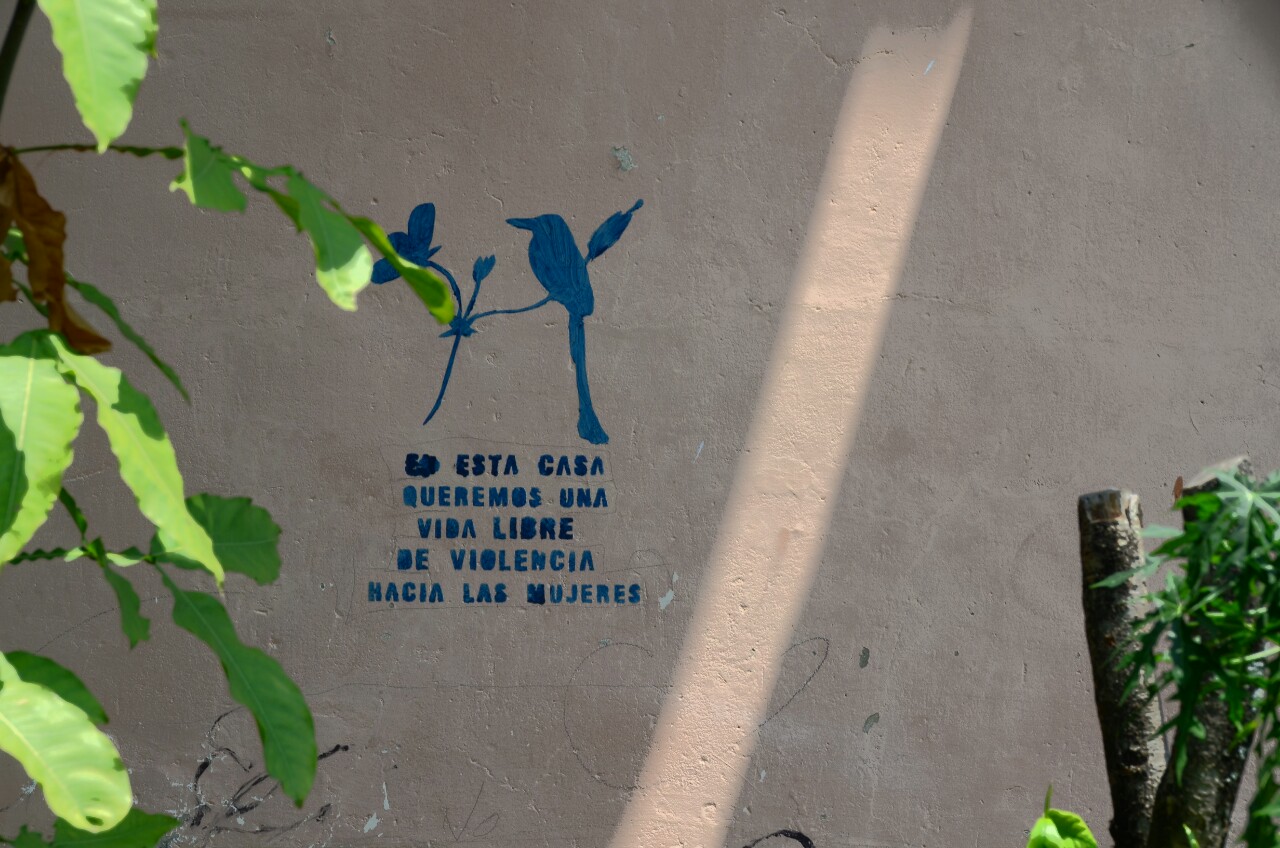 EN ESTA CASA
QUEREMOS UNA
VIDA LIBRE
DE VIOLENCIA
HACIA LAS MUJERES